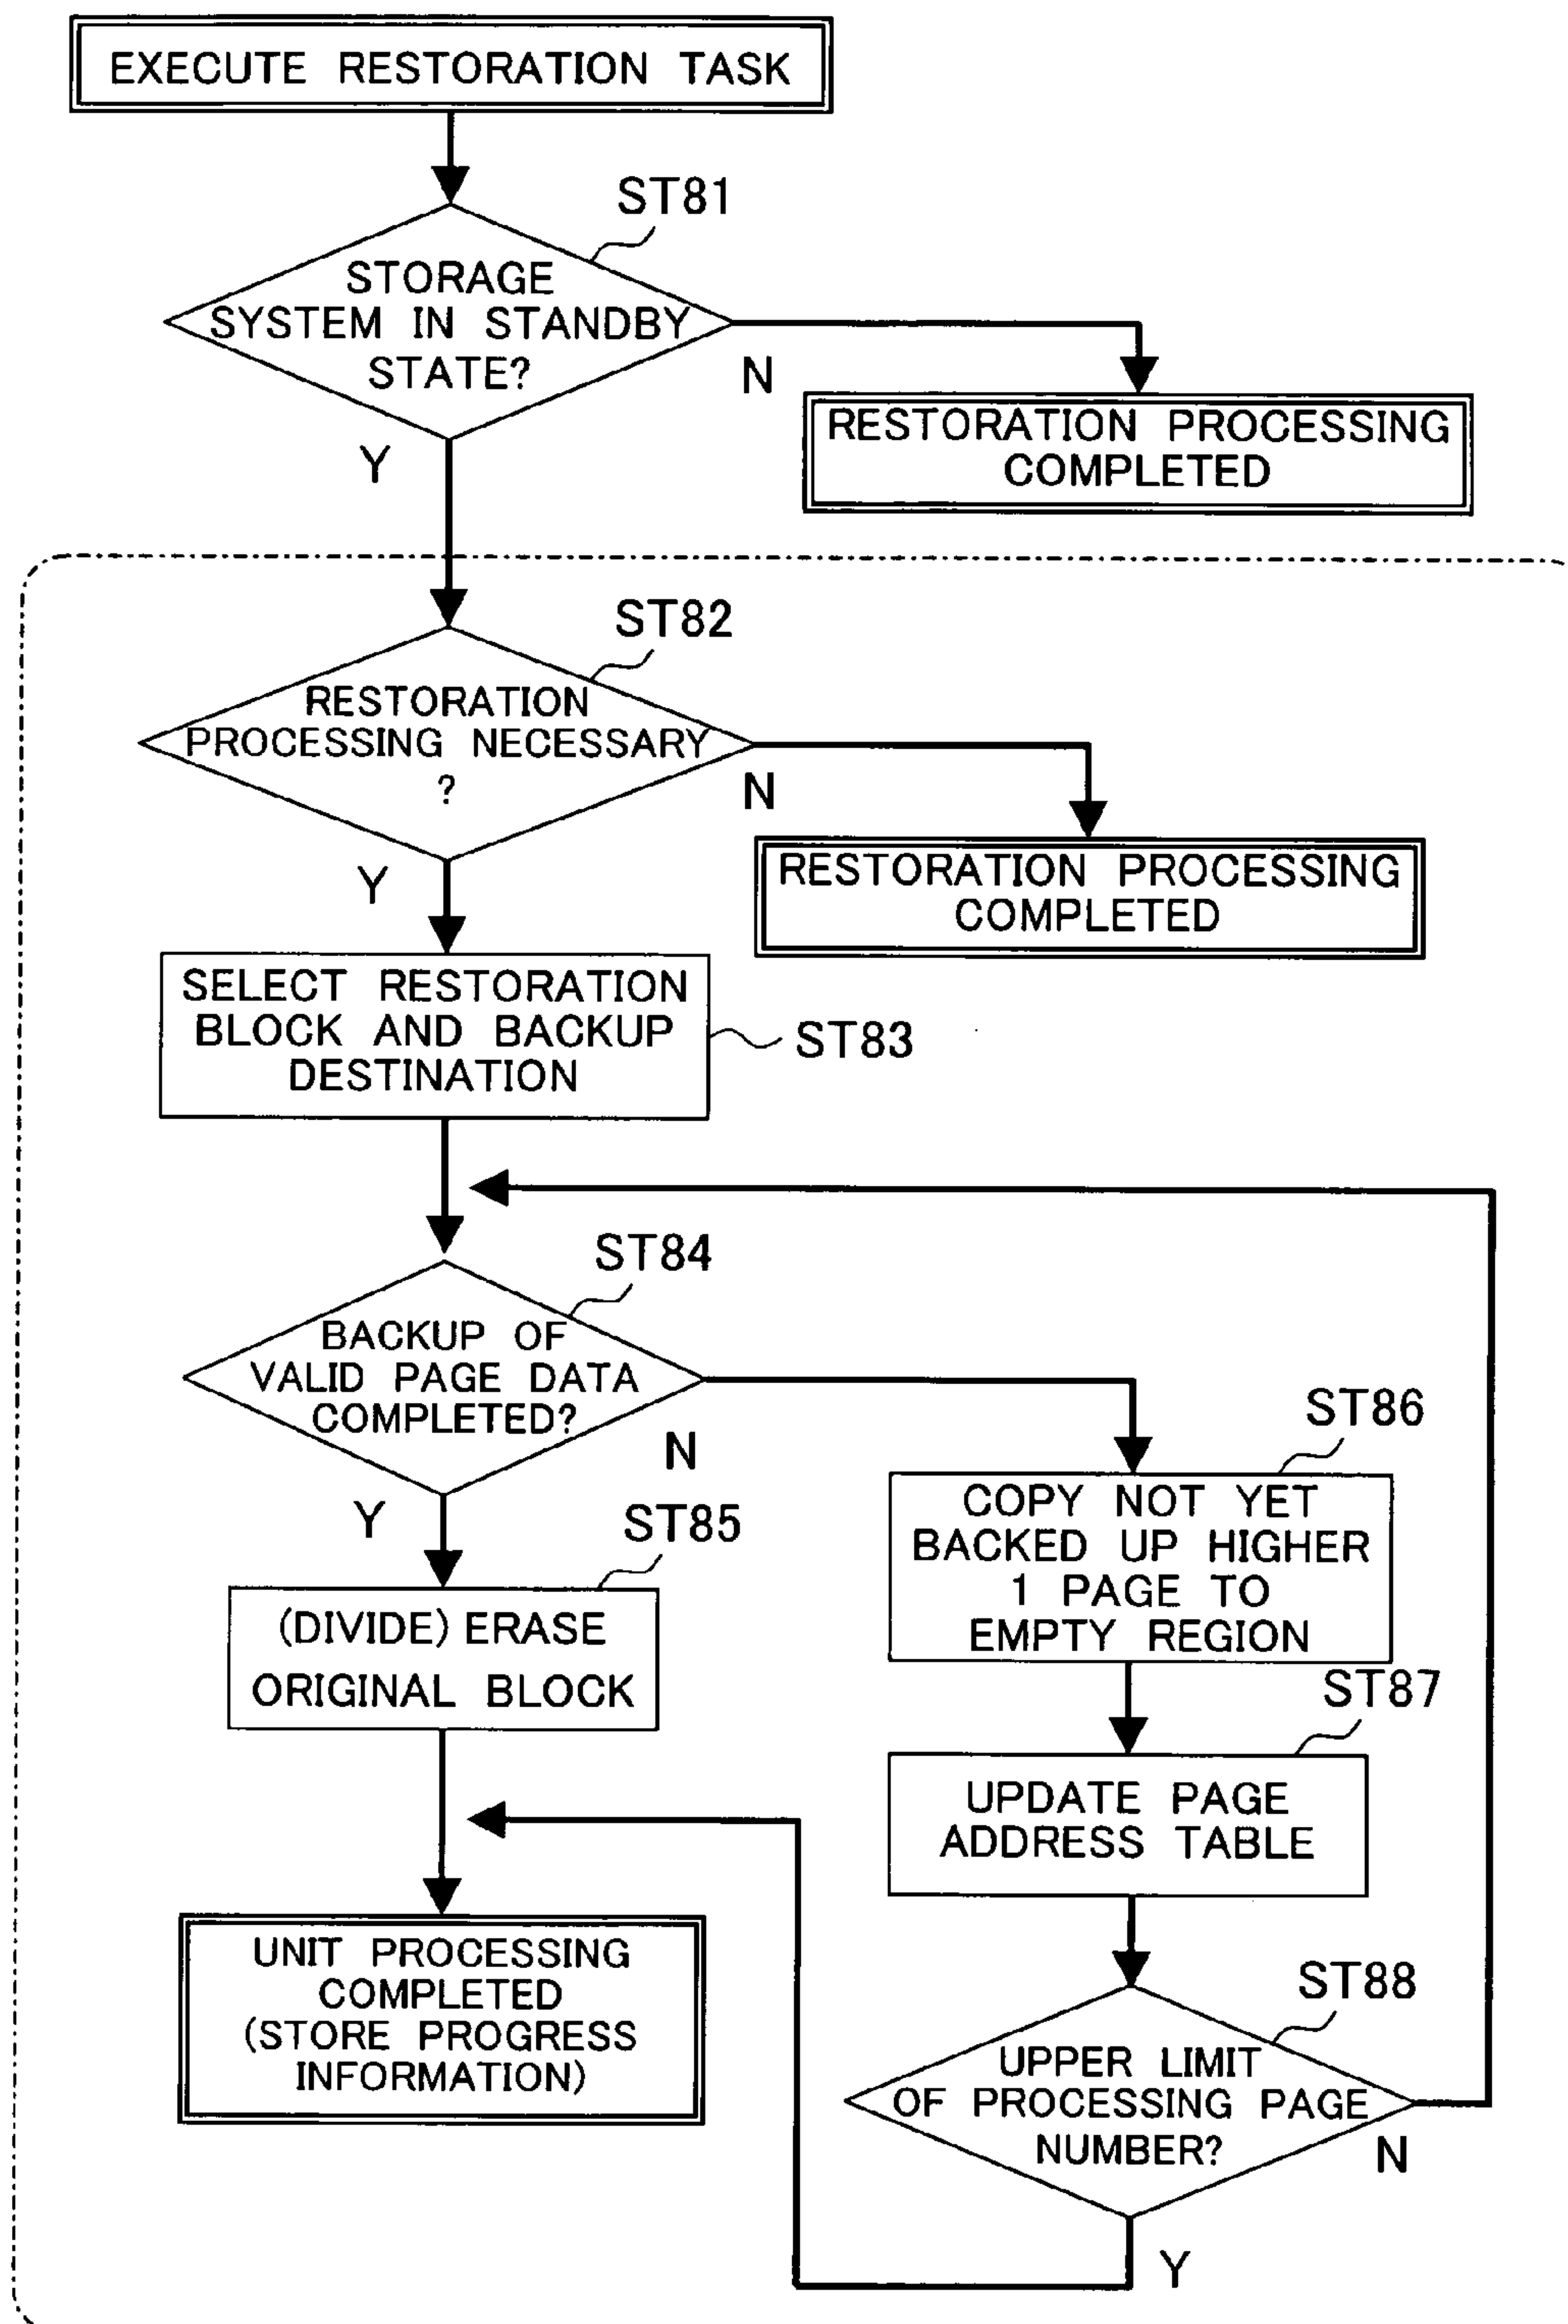 EXECUTE RESTORATION TASK
ST81
STORAGE
SYSTEM IN STANDBY
STATE?
N
Y
RESTORATION PROCESSING
COMPLETED
ST82
RESTORATION
PROCESSING NECESSARY
?
N
Y
RESTORATION PROCESSING
COMPLETED
SELECT RESTORATION
BLOCK AND BACKUP
DESTINATION
ST83
ST84
BACKUP OF
VALID PAGE DATA
COMPLETED?
N
Y
ST85
(DIVIDE) ERASE
ORIGINAL BLOCK
ST86
COPY NOT YET
BACKED UP HIGHER
1 PAGE TO
EMPTY REGION
ST87
UPDATE PAGE
ADDRESS TABLE
UNIT PROCESSING
COMPLETED
(STORE PROGRESS
INFORMATION)
ST88
UPPER LIMIT
OF PROCESSING PAGE
NUMBER?
N
Y